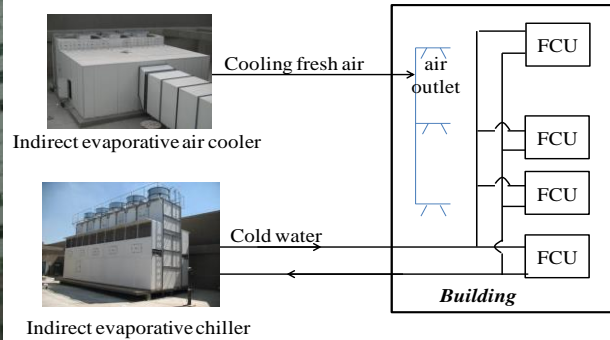 Cooling fresh air
air
outlet
FCU
Indirect evaporative air cooler
FCU
FCU
Cold water
FCU
Building
Indirect evaporative chiller